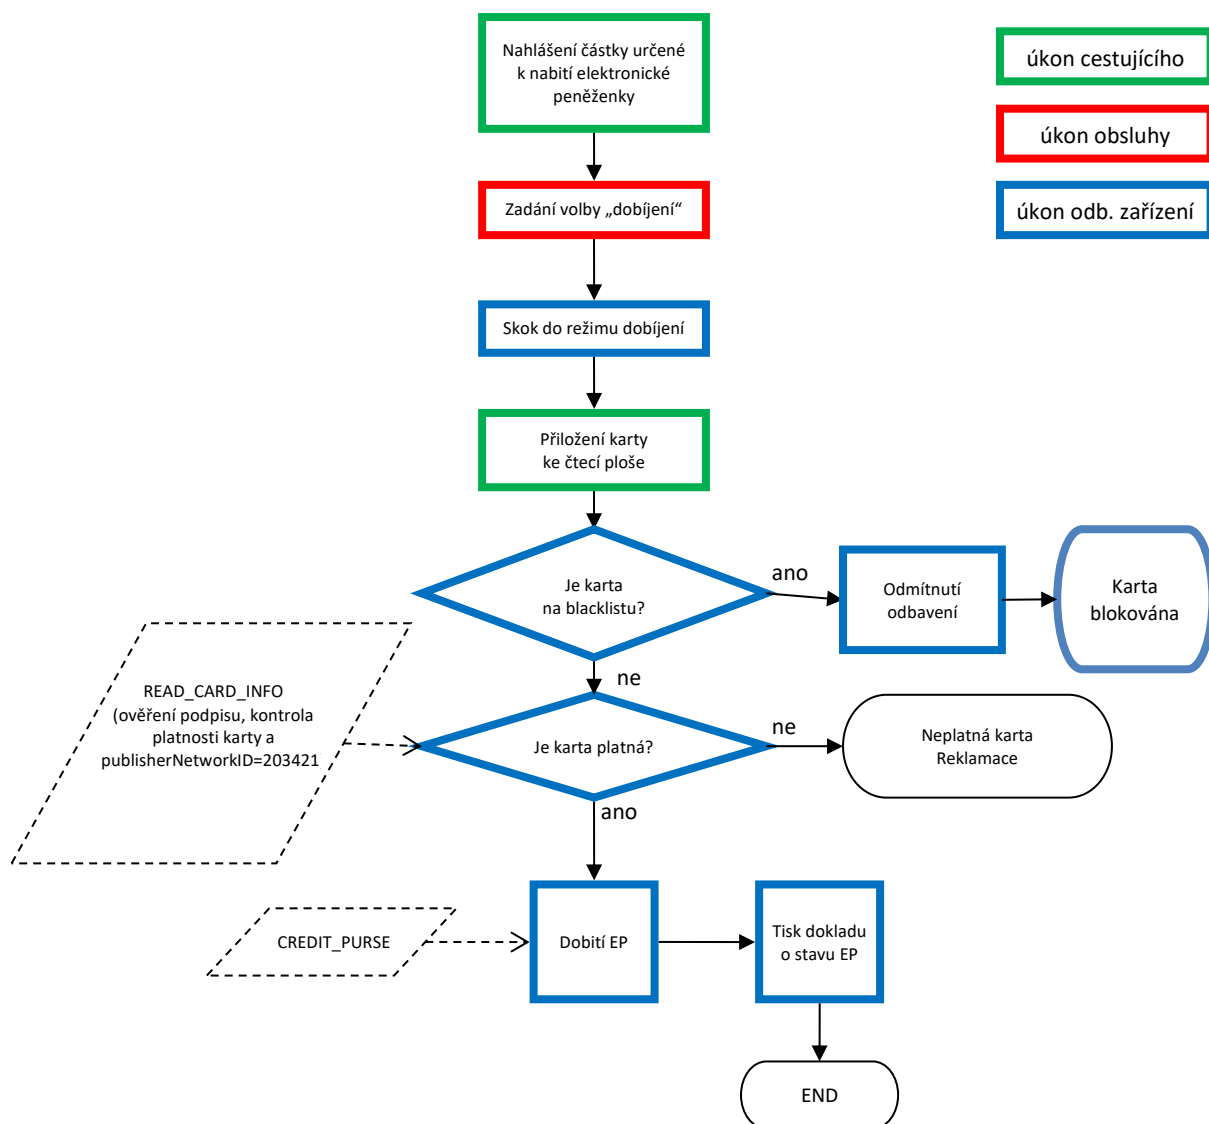 Nahlášení částky určené
k nabití elektronické
peněženky
úkon cestujícího
úkon obsluhy
úkon odb. zařízení
Zadání volby „dobíjení“
Skok do režimu dobíjení
Přiložení karty
ke čtecí ploše
Je karta
na blacklistu?
ano
Odmítnutí
odbavení
Karta
blokována
ne
READ_CARD_INFO
(ověření podpisu, kontrola
platnosti karty a
publisherNetworkID=203421
Je karta platná?
ne
Neplatná karta
Reklamace
ano
CREDIT_PURSE
Dobití EP
Tisk dokladu
o stavu EP
END